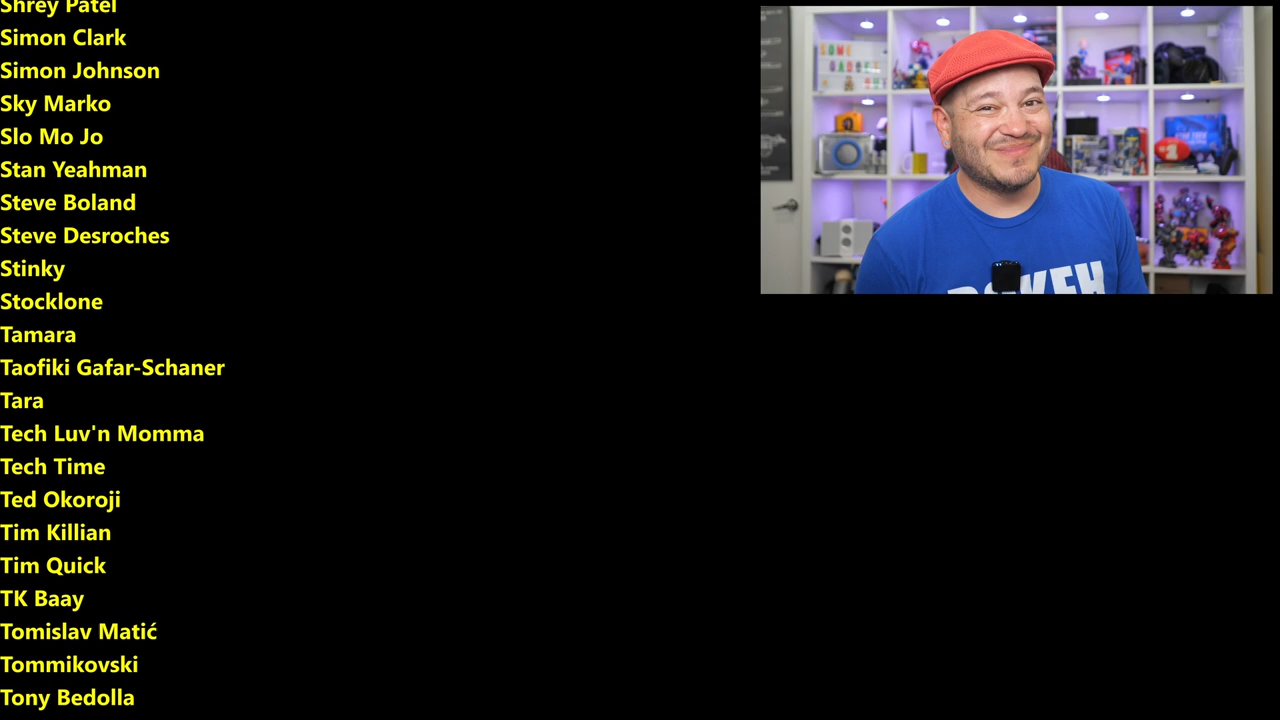 Shrey Patel
Simon Clark
Simon Johnson
Sky Marko
Slo Mo Jo
Stan Yeahman
Steve Boland
Steve Desroches
Stinky
Stocklone
Tamara
Taofiki Gafar-Schaner
Tara
Tech Luv'n Momma
Tech Time
Ted Okoroji
Tim Killian
Tim Quick
TK Baay
Tomislav Matić
Tommikovski
Tony Bedolla
#1